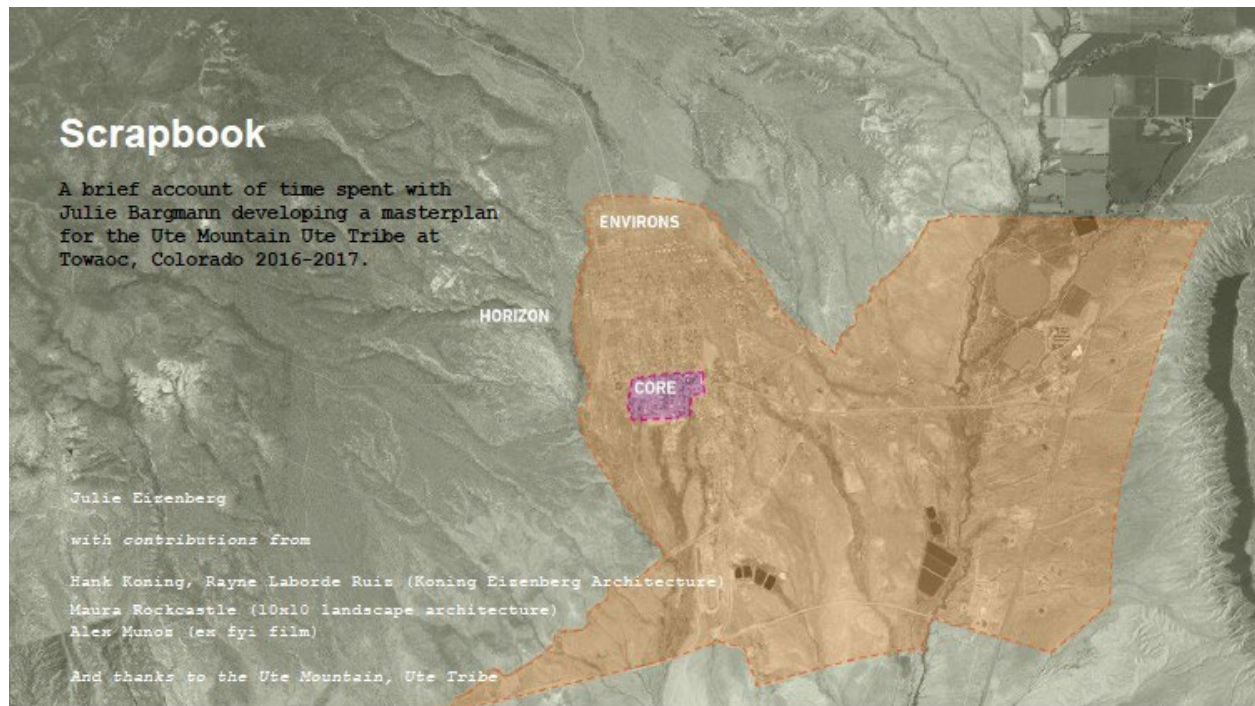 Scrapbook
A brief account of time spent with
Julie Bargmann developing a masterplan
for the Ute Mountain Ute Tribe at
Towaoc, Colorado 2016-2017.
ENVIRONS
HORIZON
CORE
Julie Eizenberg
with contributions from
Hank Koning, Rayne Laborde Ruiz (Koning Eizenberg Architecture)
Maura Rockcastle (10x10 landscape architecture)
Alex Munoz (ex fyi film)
And thanks to the Ute Mountain, Ute Tribe